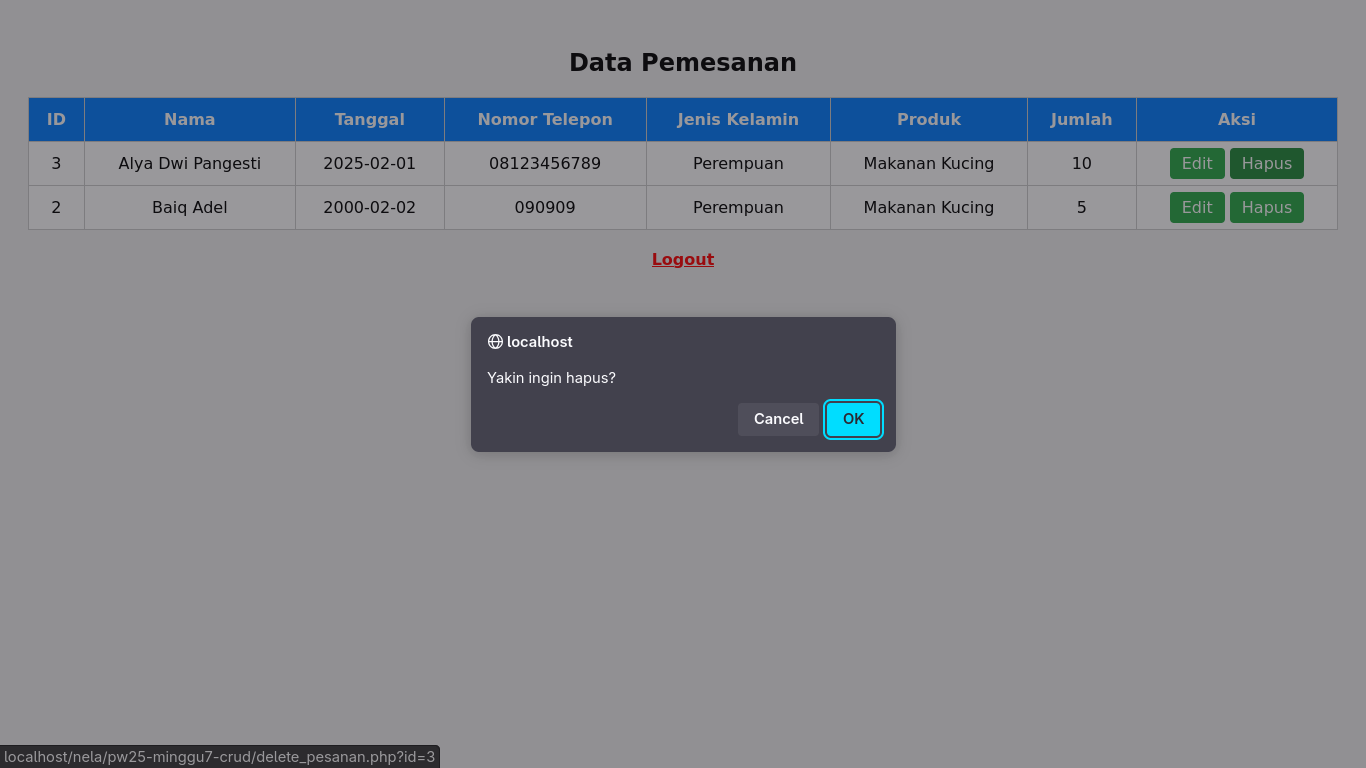 Data Pemesanan
ID Nama Tanggal Nomor Telepon Jenis Kelamin Produk Jumlah Aksi
3 Alya Dwi Pangesti 2025-02-01 08123456789 Perempuan Makanan Kucing 10 Edit Hapus
2 Baiq Adel 2000-02-02 090909 Perempuan Makanan Kucing 5 Edit Hapus
Logout
localhost
Yakin ingin hapus?
Cancel OK
localhost/nela/pw25-minggu7-crud/delete_pesanan.php?id=3